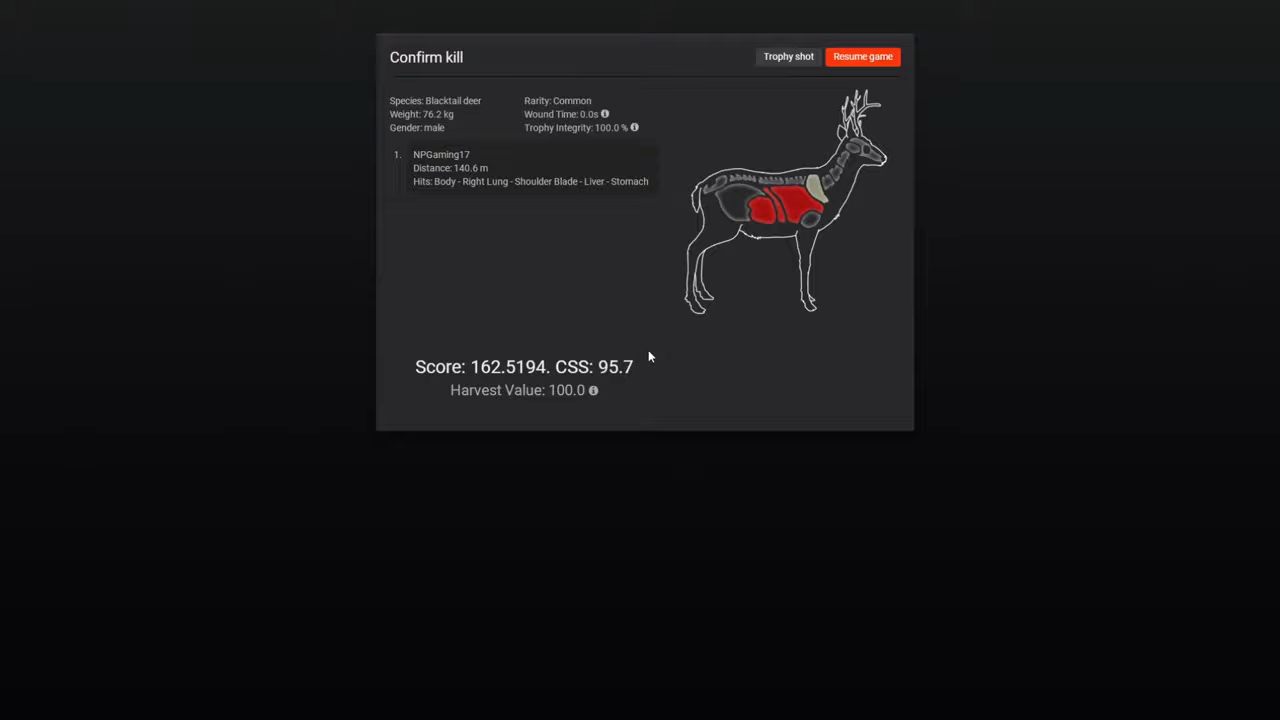 Confirm kill
Trophy shot
Resume game
Species: Blacktail deer
Rarity: Common
Weight: 76.2 kg
Wound Time: 0.0s
Gender: male
Trophy Integrity: 100.0 %
1. NPGaming17
Distance: 140.6 m
Hits: Body - Right Lung - Shoulder Blade - Liver - Stomach
Score: 162.5194. CSS: 95.7
Harvest Value: 100.0